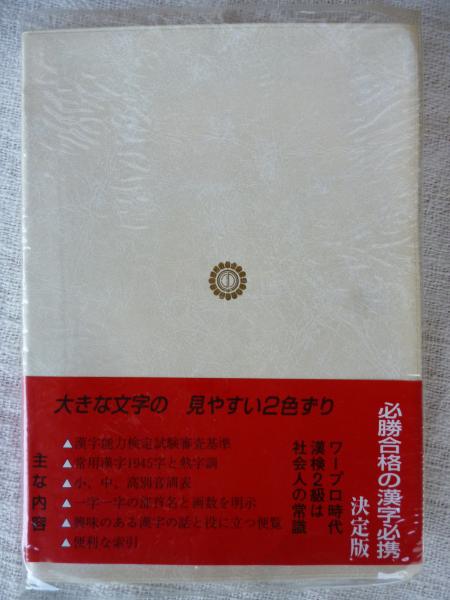 必勝合格の漢字必携
決定版
大きな文字の 見やすい2色ずり
ワープロ時代
漢検2級は
社会人の常識
主な内容
▲漢字能力検定試験審査基準
▲常用漢字1945字と熟字訓
▲小、中、高別音訓表
▲一字一字の部首名と画数を明示
▲興味のある漢字の話と役に立つ便覧
▲便利な索引